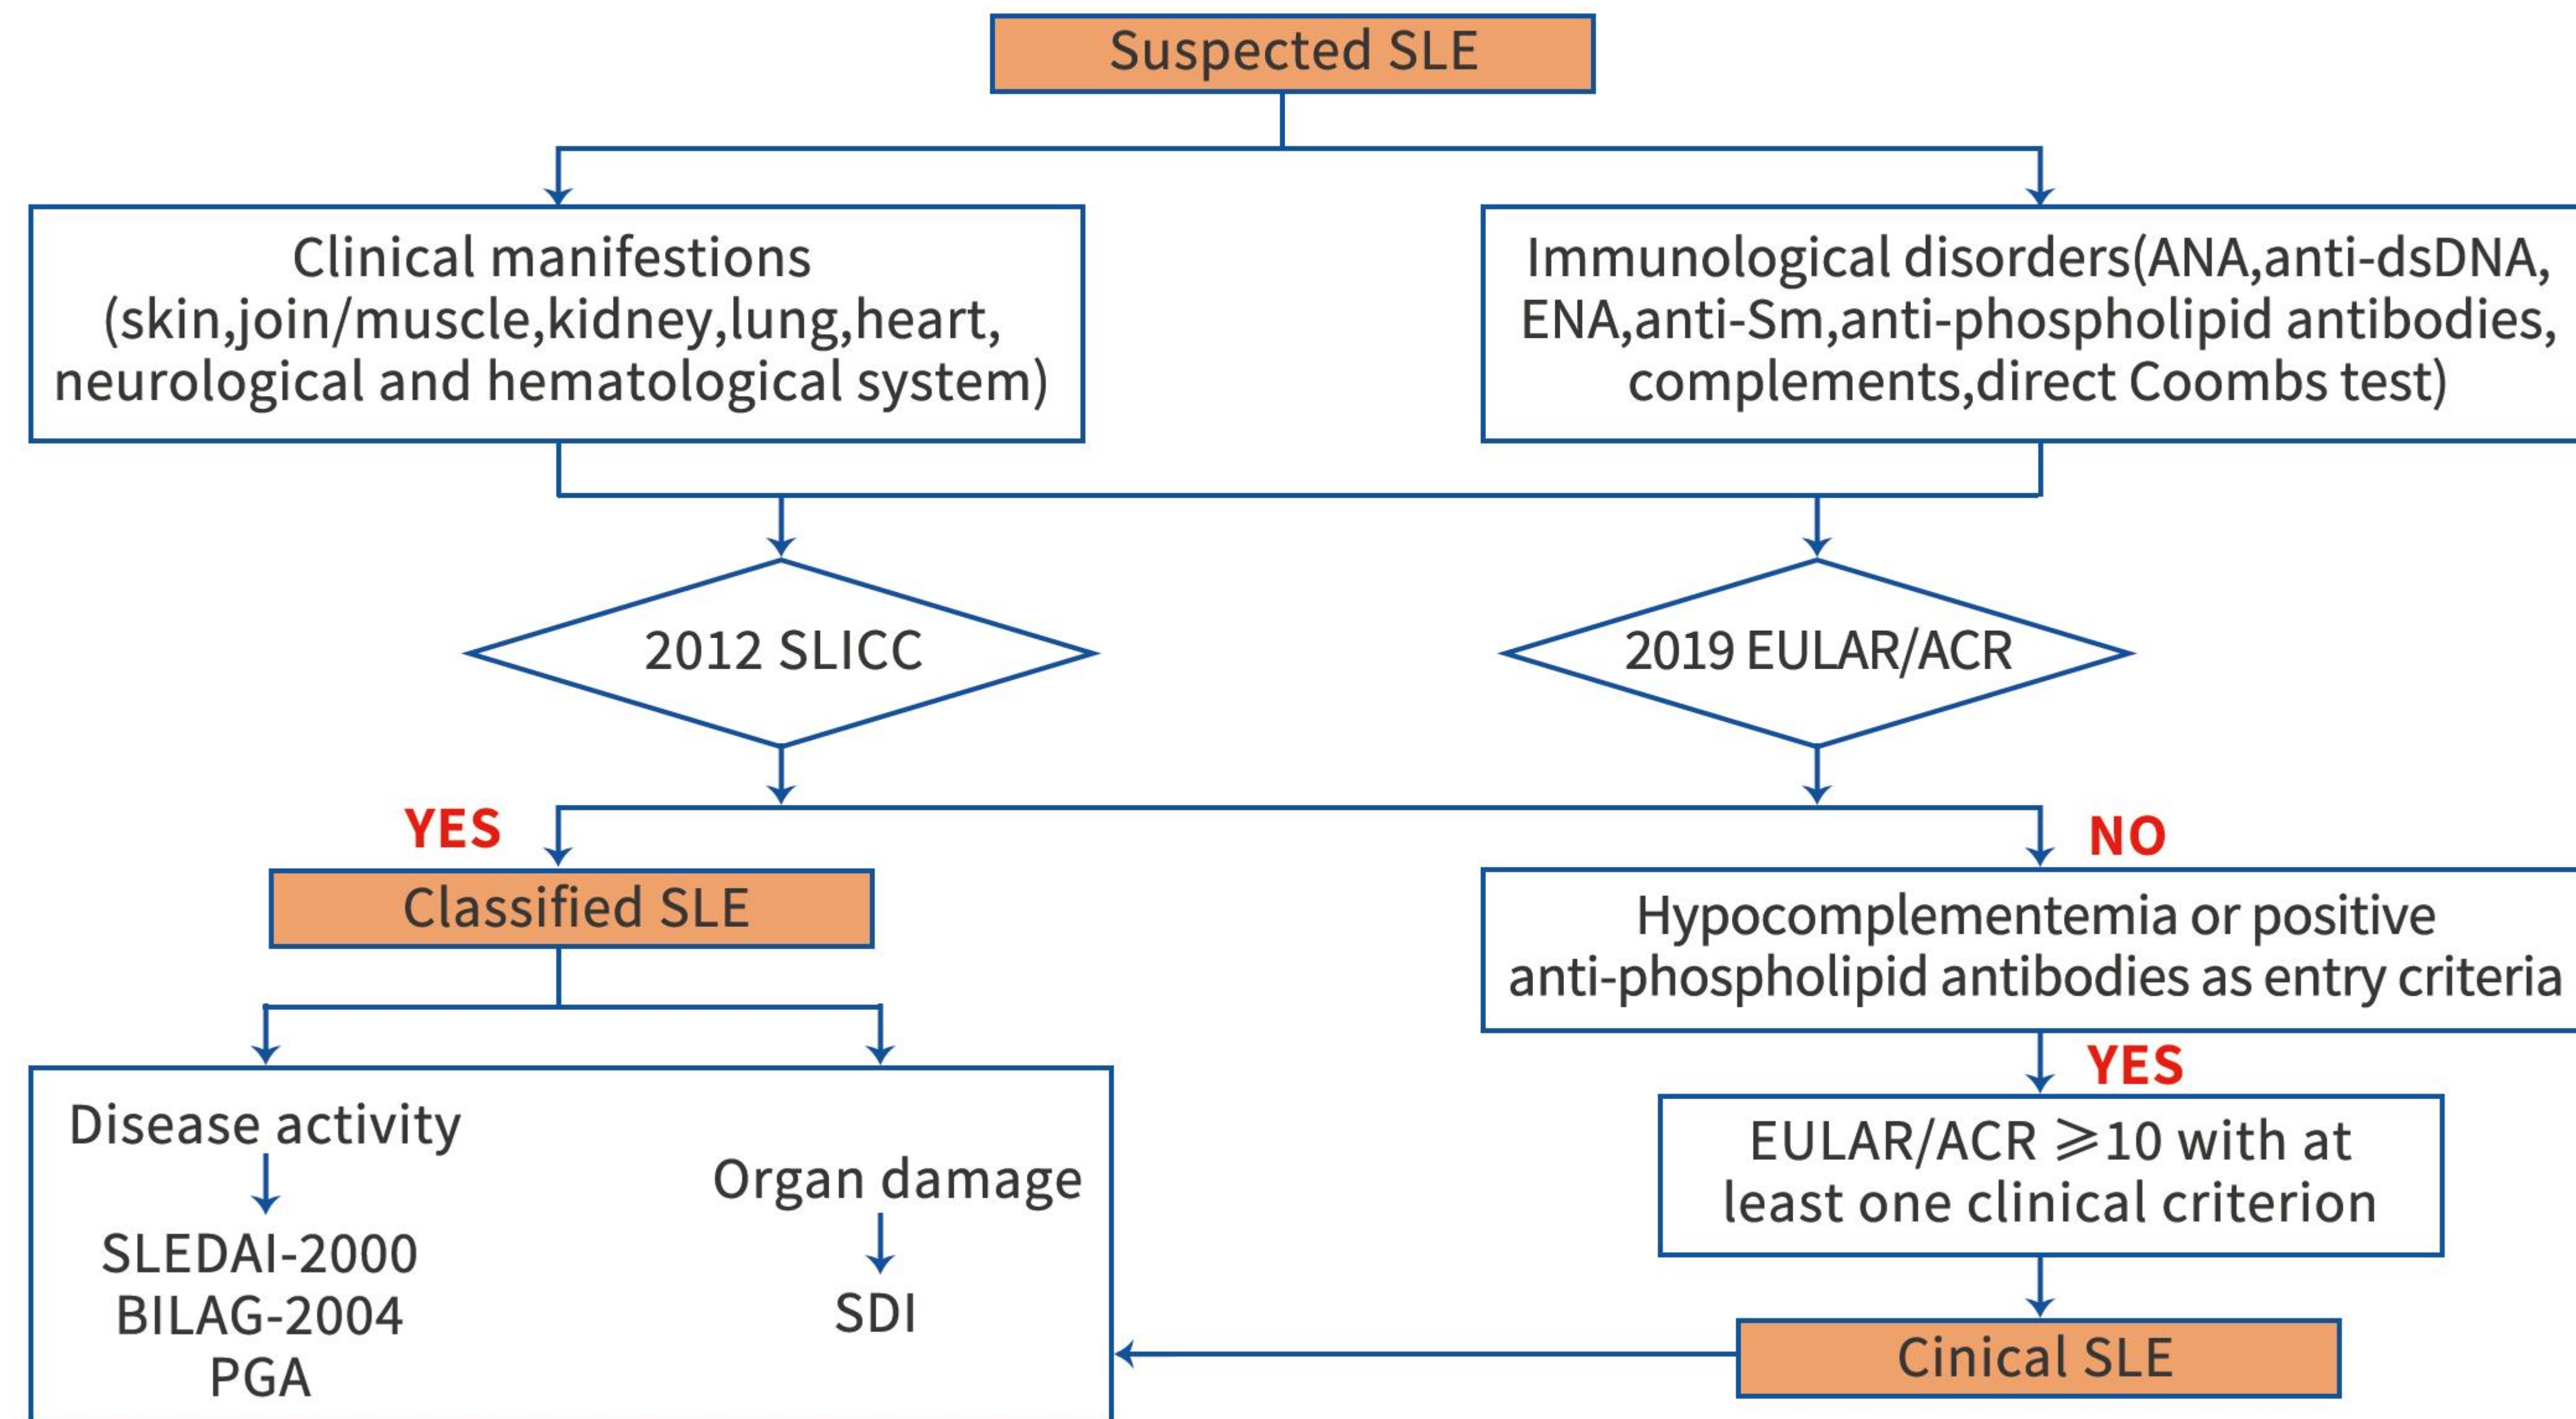 Suspected SLE
Clinical manifestions
(skin,join/muscle,kidney,lung,heart,
neurological and hematological system)
Immunological disorders(ANA,anti-dsDNA,
ENA,anti-Sm,anti-phospholipid antibodies,
complements,direct Coombs test)
2012 SLICC
2019 EULAR/ACR
YES
NO
Classified SLE
Hypocomplementemia or positive
anti-phospholipid antibodies as entry criteria
YES
Disease activity
SLEDAI-2000
BILAG-2004
PGA
Organ damage
SDI
EULAR/ACR ⩾10 with at
least one clinical criterion
Cinical SLE